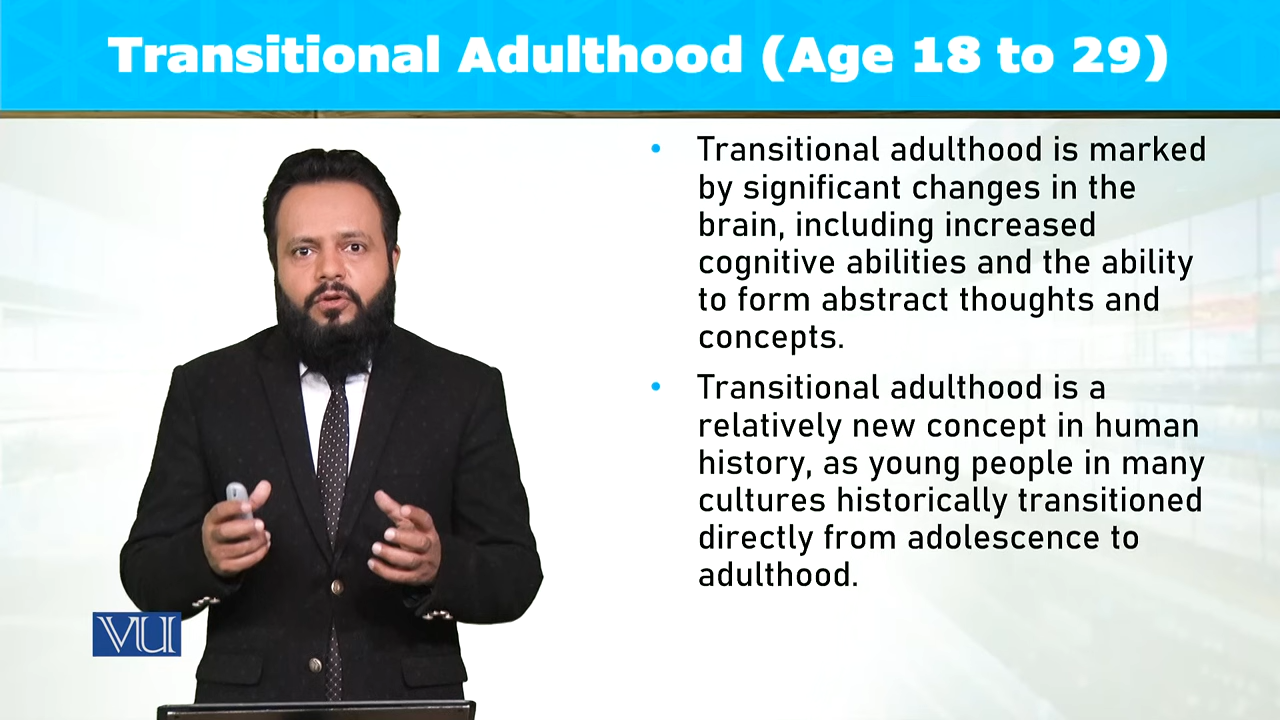 Transitional Adulthood (Age 18 to 29)
• Transitional adulthood is marked
by significant changes in the
brain, including increased
cognitive abilities and the ability
to form abstract thoughts and
concepts.
• Transitional adulthood is a
relatively new concept in human
history, as young people in many
cultures historically transitioned
directly from adolescence to
adulthood.
VU